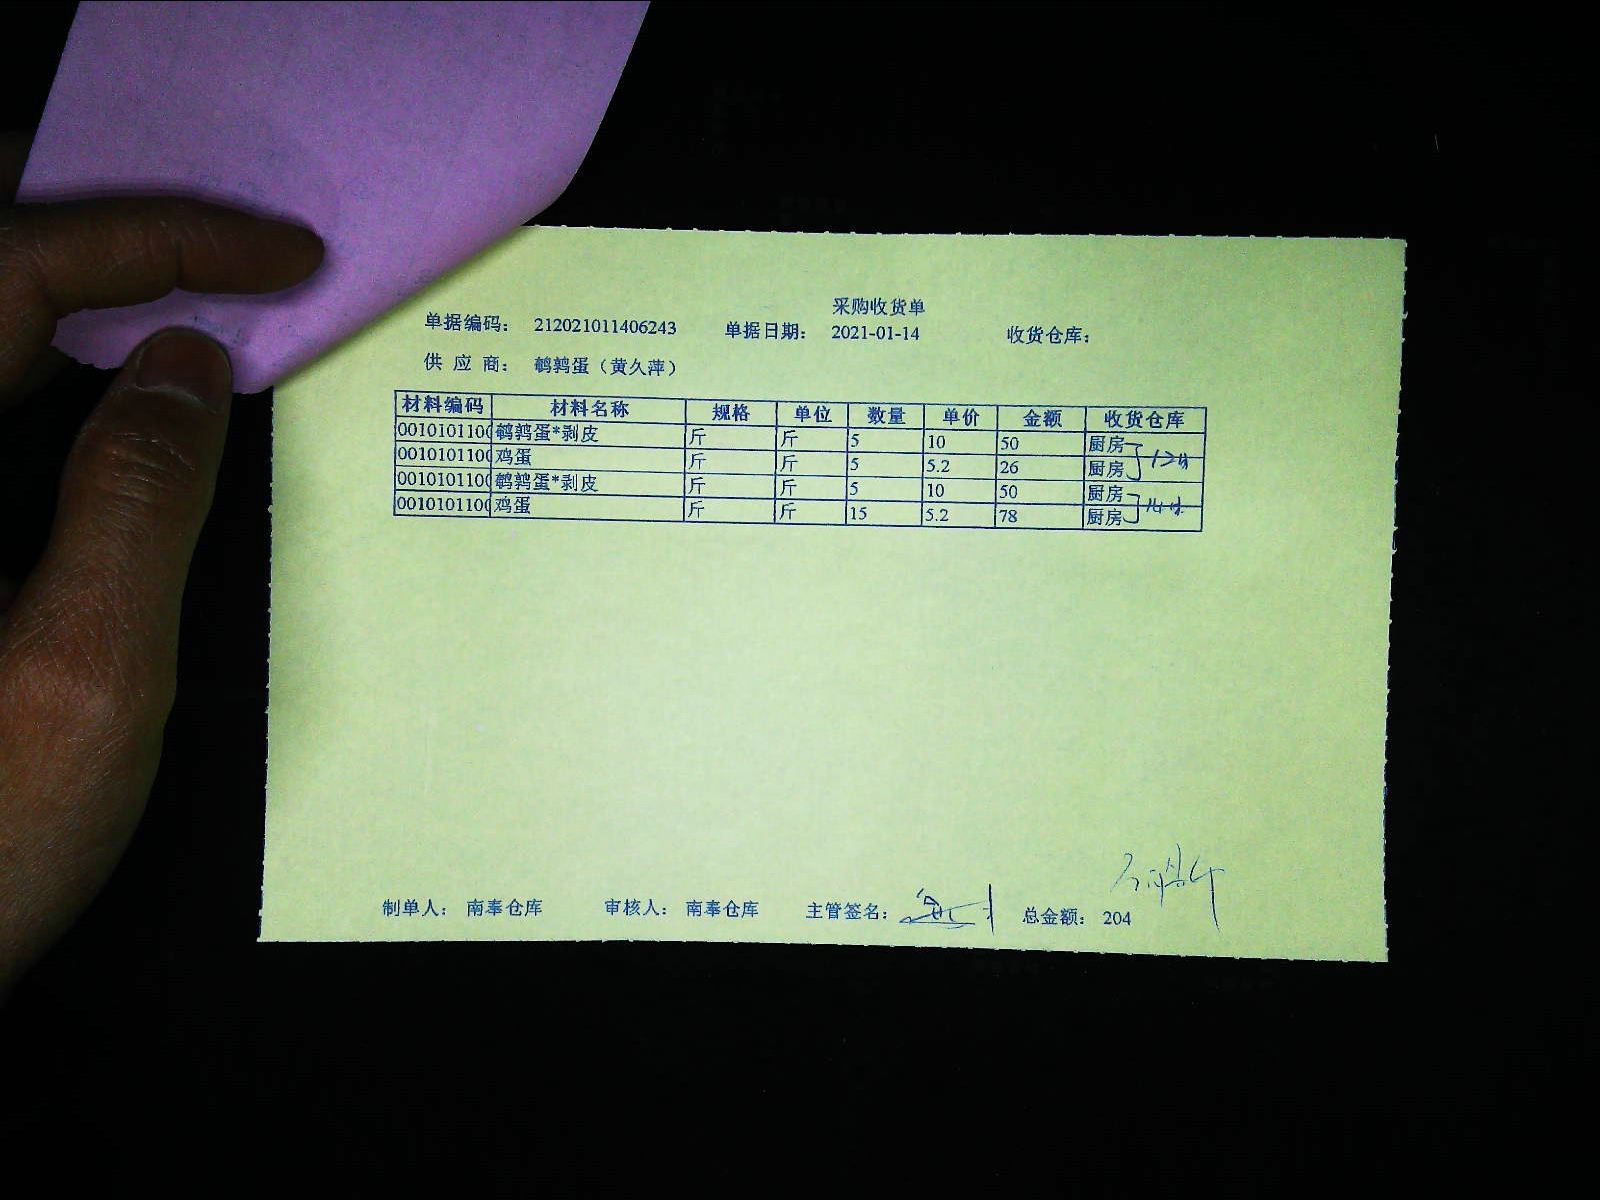 采购收货单
单据编码： 212021011406243 单据日期： 2021-01-14 收货仓库：
供 应 商： 鹌鹑蛋（黄久萍）
材料编码 材料名称 规格 单位 数量 单价 金额 收货仓库
0010101100 鹌鹑蛋*剥皮 斤 斤 5 10 50 厨房
0010101100 鸡蛋 斤 斤 5 5.2 26 厨房
0010101100 鹌鹑蛋*剥皮 斤 斤 5 10 50 厨房
0010101100 鸡蛋 斤 斤 15 5.2 78 厨房
制单人： 南奉仓库 审核人： 南奉仓库 主管签名： 总金额： 204